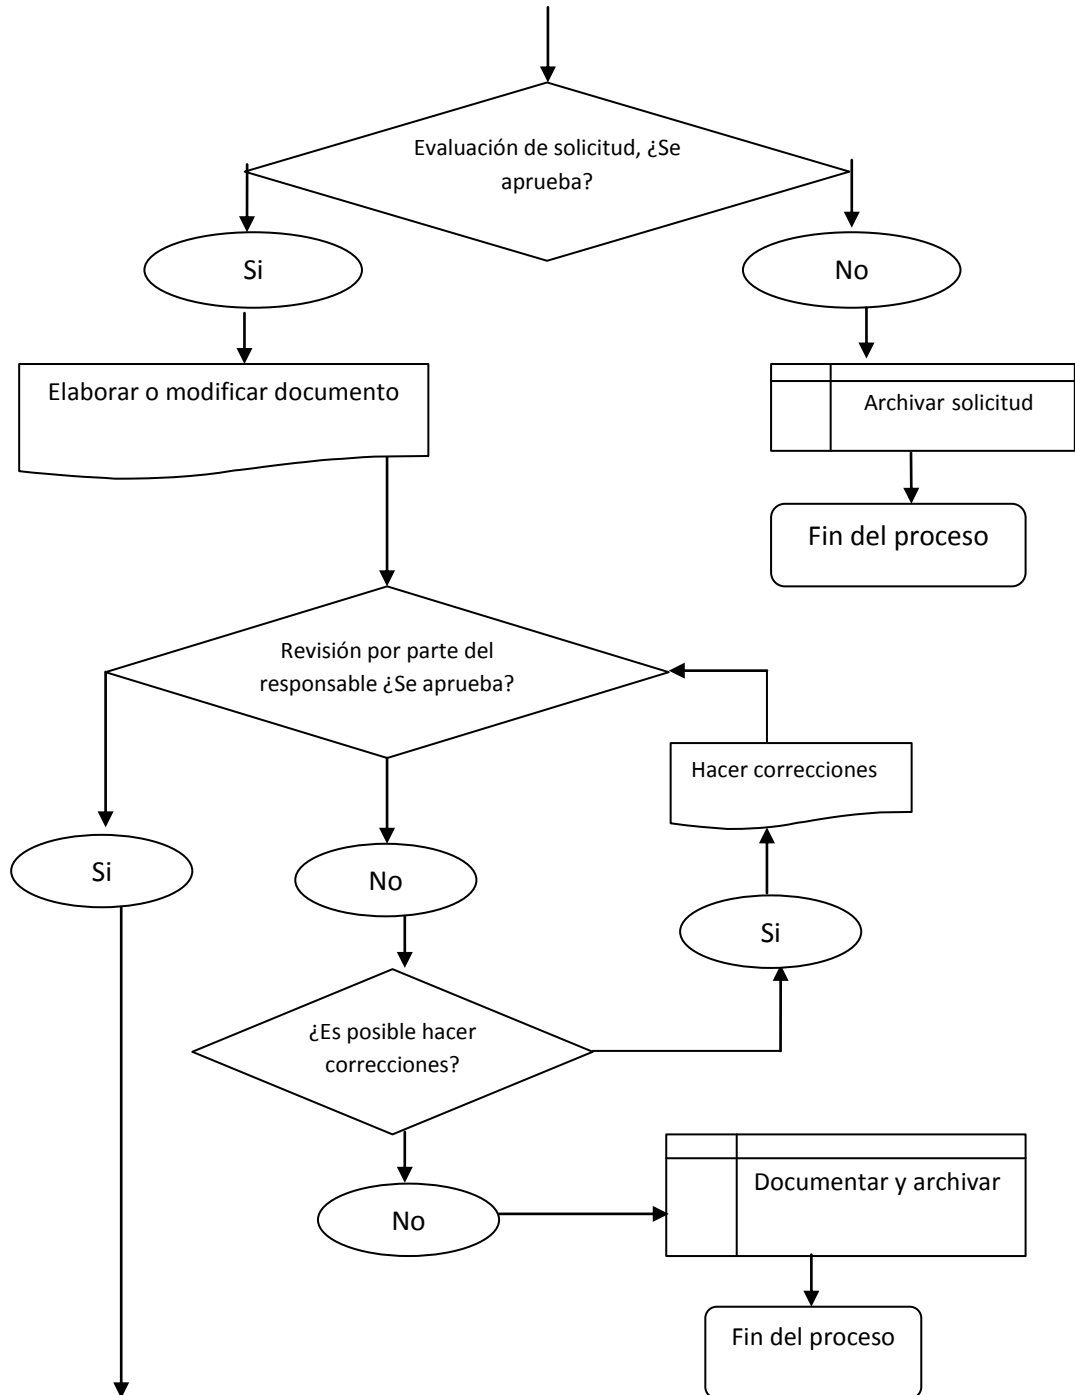 Evaluación de solicitud, ¿Se
aprueba?
Si
No
Elaborar o modificar documento
Archivar solicitud
Fin del proceso
Revisión por parte del
responsable ¿Se aprueba?
Hacer correcciones
Si
No
Si
¿Es posible hacer
correcciones?
Documentar y archivar
No
Fin del proceso